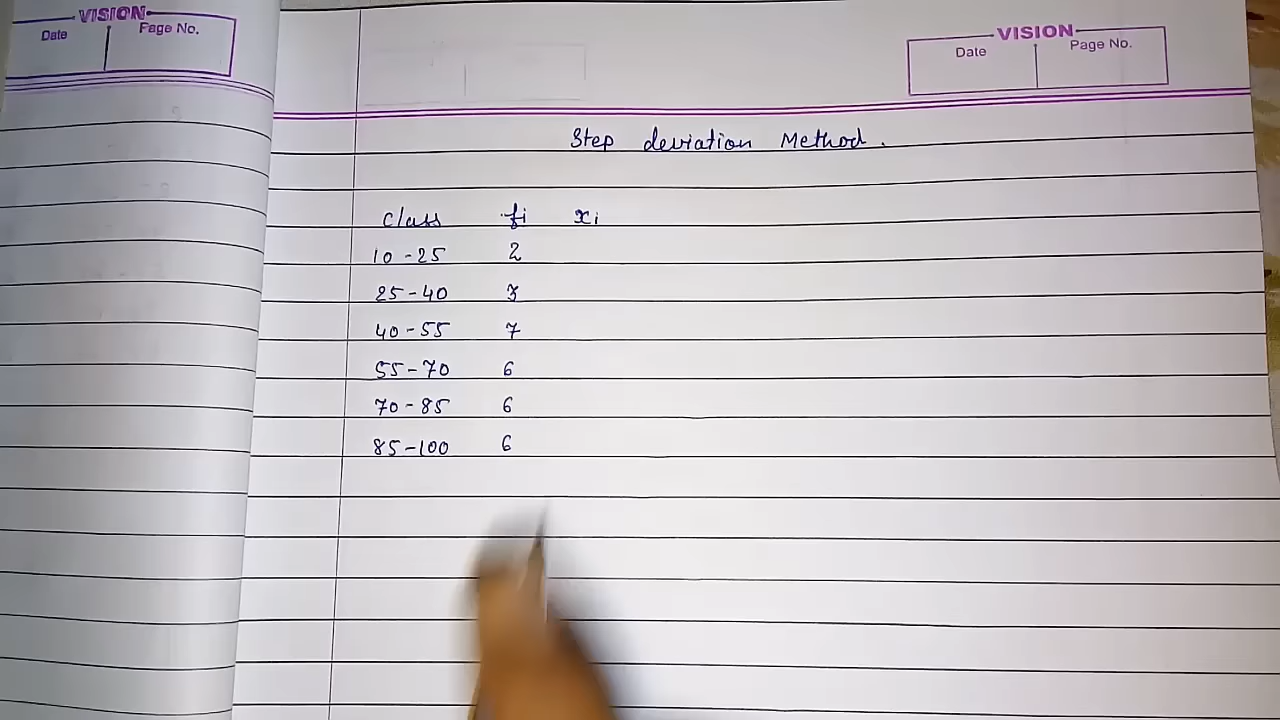 VISION
Date Page No.
VISION
Date Page No.
Step deviation Method.
class fi xi
10-25 2
25-40 3
40-55 7
55-70 6
70-85 6
85-100 6